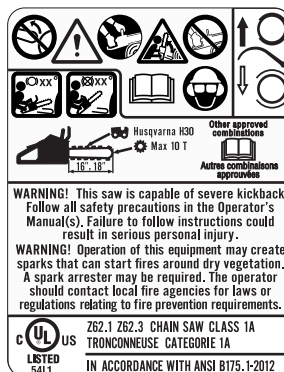 xx°
xx°
Husqvarna H30
Max 10 T
16", 18"
Other approved
combinations
Autres combinaisons
approuvées
WARNING! This saw is capable of severe kickback
Follow all safety precautions in the Operator's
Manual(s). Failure to follow instructions could
result in serious personal injury.
WARNING! Operation of this equipment may create
sparks that can start fires around dry vegetation.
A spark arrester may be required. The operator
should contact local fire agencies for laws or
regulations relating to fire prevention requirements.
C UL US
LISTED
54L1
Z62.1 Z62.3 CHAIN SAW CLASS 1A
TRONCONNEUSE CATEGORIE 1A
IN ACCORDANCE WITH ANSI B175.1-2012